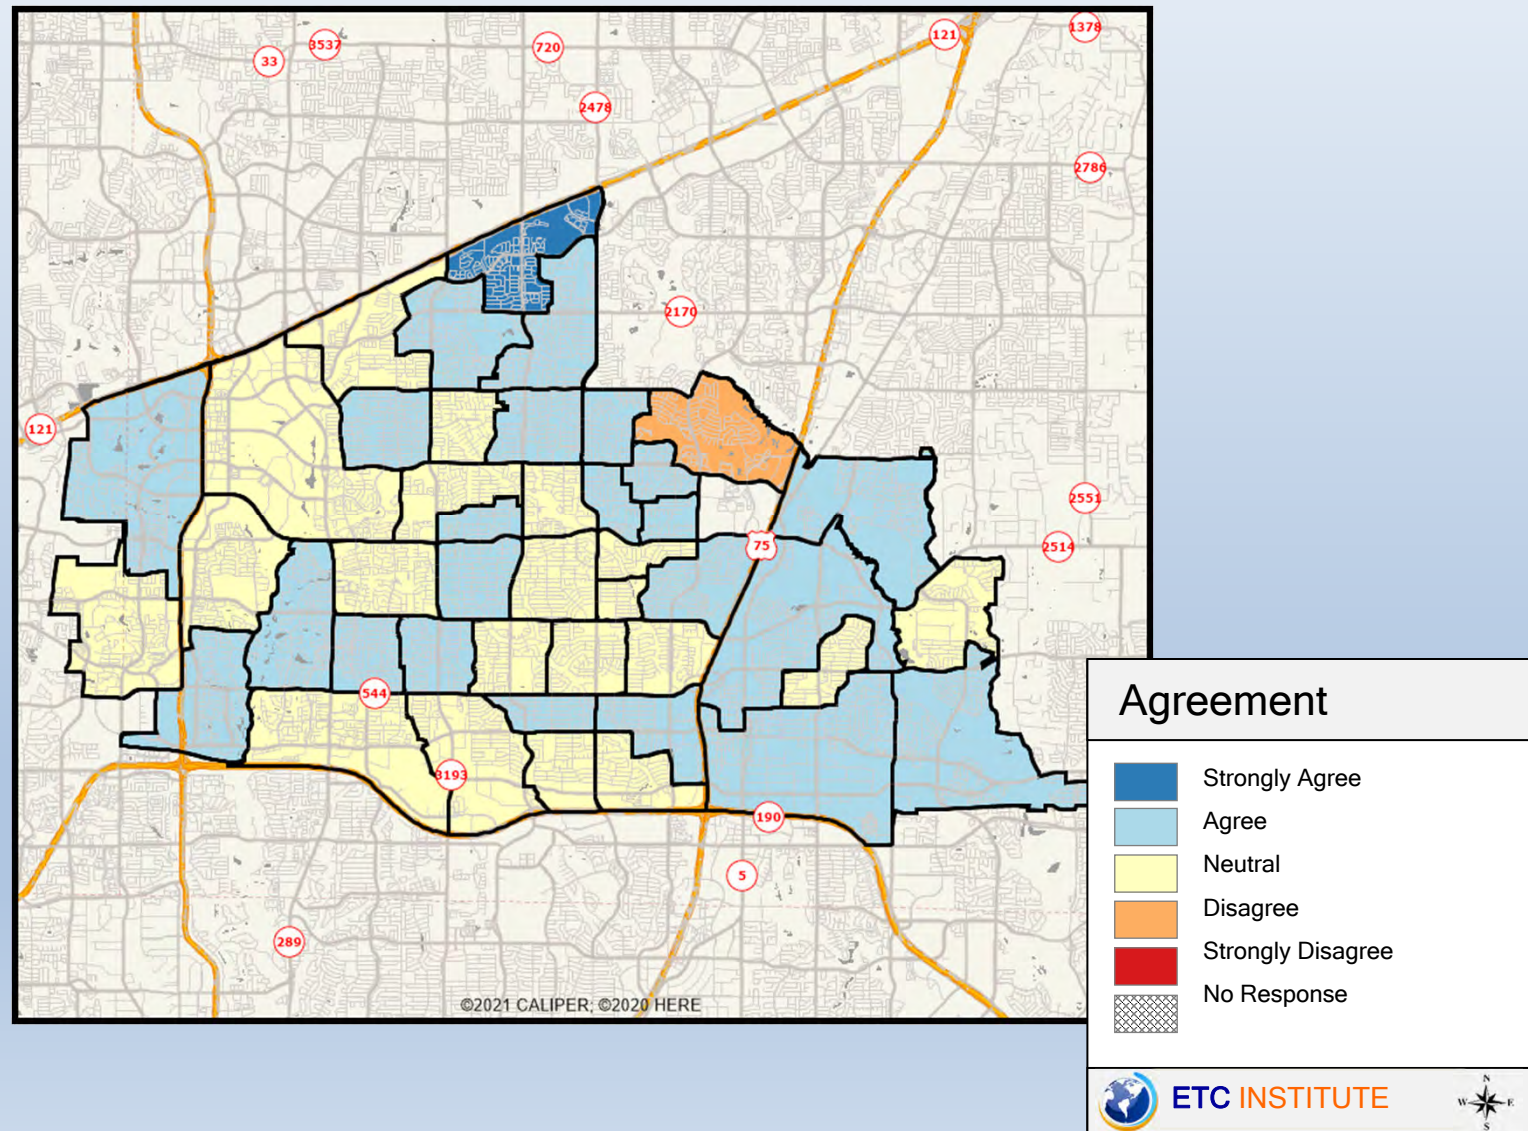 1378
121
3537
720
33
2478
2786
2170
121
2551
75
2514
544
3193
190
5
289
©2021 CALIPER; ©2020 HERE
Agreement
Strongly Agree
Agree
Neutral
Disagree
Strongly Disagree
No Response
ETC INSTITUTE
N
W
E
S